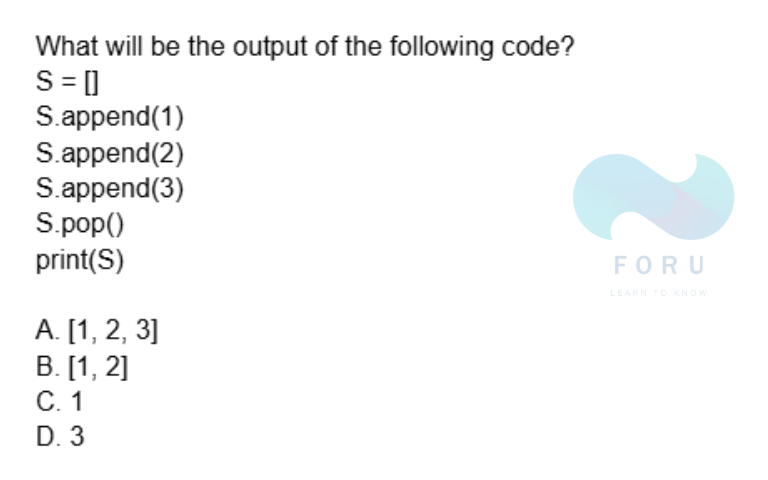 What will be the output of the following code?
S = []
S.append(1)
S.append(2)
S.append(3)
S.pop()
print(S)
FORU
LEARN TO KNOW
A. [1, 2, 3]
B. [1, 2]
C. 1
D. 3